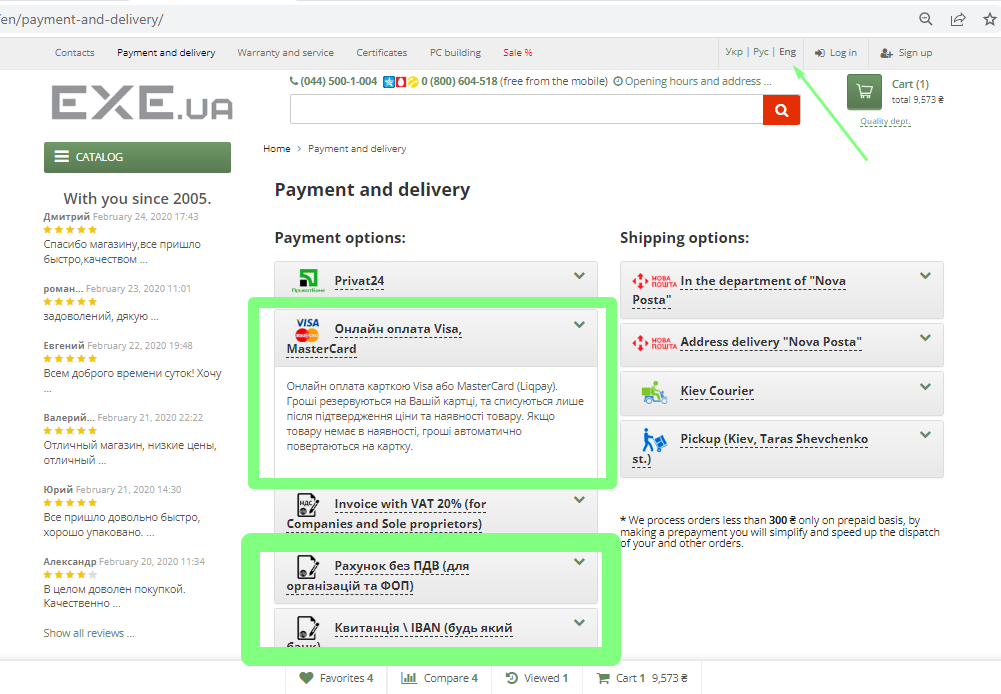 /en/payment-and-delivery/
Contacts Payment and delivery Warranty and service Certificates PC building Sale % Укр | Рус | Eng Log in Sign up
(044) 500-1-004 0 (800) 604-518 (free from the mobile) Opening hours and address ...
EXE.UA
Cart (1)
total 9,573 ₴
Quality dept.
CATALOG
Home > Payment and delivery
With you since 2005.
Дмитрий February 24, 2020 17:43
Спасибо магазину,все пришло
быстро,качеством ...
роман... February 23, 2020 11:01
задоволений, дякую ...
Евгений February 22, 2020 19:48
Всем доброго времени суток! Хочу
...
Валерий... February 21, 2020 22:22
Отличный магазин, низкие цены,
отличный ...
Юрий February 21, 2020 14:30
Все пришло довольно быстро,
хорошо упаковано. ...
Александр February 20, 2020 11:34
В целом доволен покупкой.
Качественно ...
Show all reviews ...
Payment and delivery
Payment options:
ПриватБанк
Privat24
VISA
MasterCard
Онлайн оплата Visa,
MasterCard
Онлайн оплата карткою Visa або MasterCard (Liqpay).
Гроші резервуються на Вашій картці, та списуються лише
після підтвердження ціни та наявності товару. Якщо
товару немає в наявності, гроші автоматично
повертаються на картку.
НДС
Invoice with VAT 20% (for
Companies and Sole proprietors)
Рахунок без ПДВ (для
організацій та ФОП)
Квитанція \ IBAN (будь який
банк)
Shipping options:
НОВА
ПОШТА
In the department of "Nova
Posta"
НОВА
ПОШТА
Address delivery "Nova Posta"
Kiev Courier
Pickup (Kiev, Taras Shevchenko
st.)
* We process orders less than 300 ₴ only on prepaid basis, by
making a prepayment you will simplify and speed up the dispatch
of your and other orders.
Favorites 4 Compare 4 Viewed 1 Cart 1 9,573 ₴